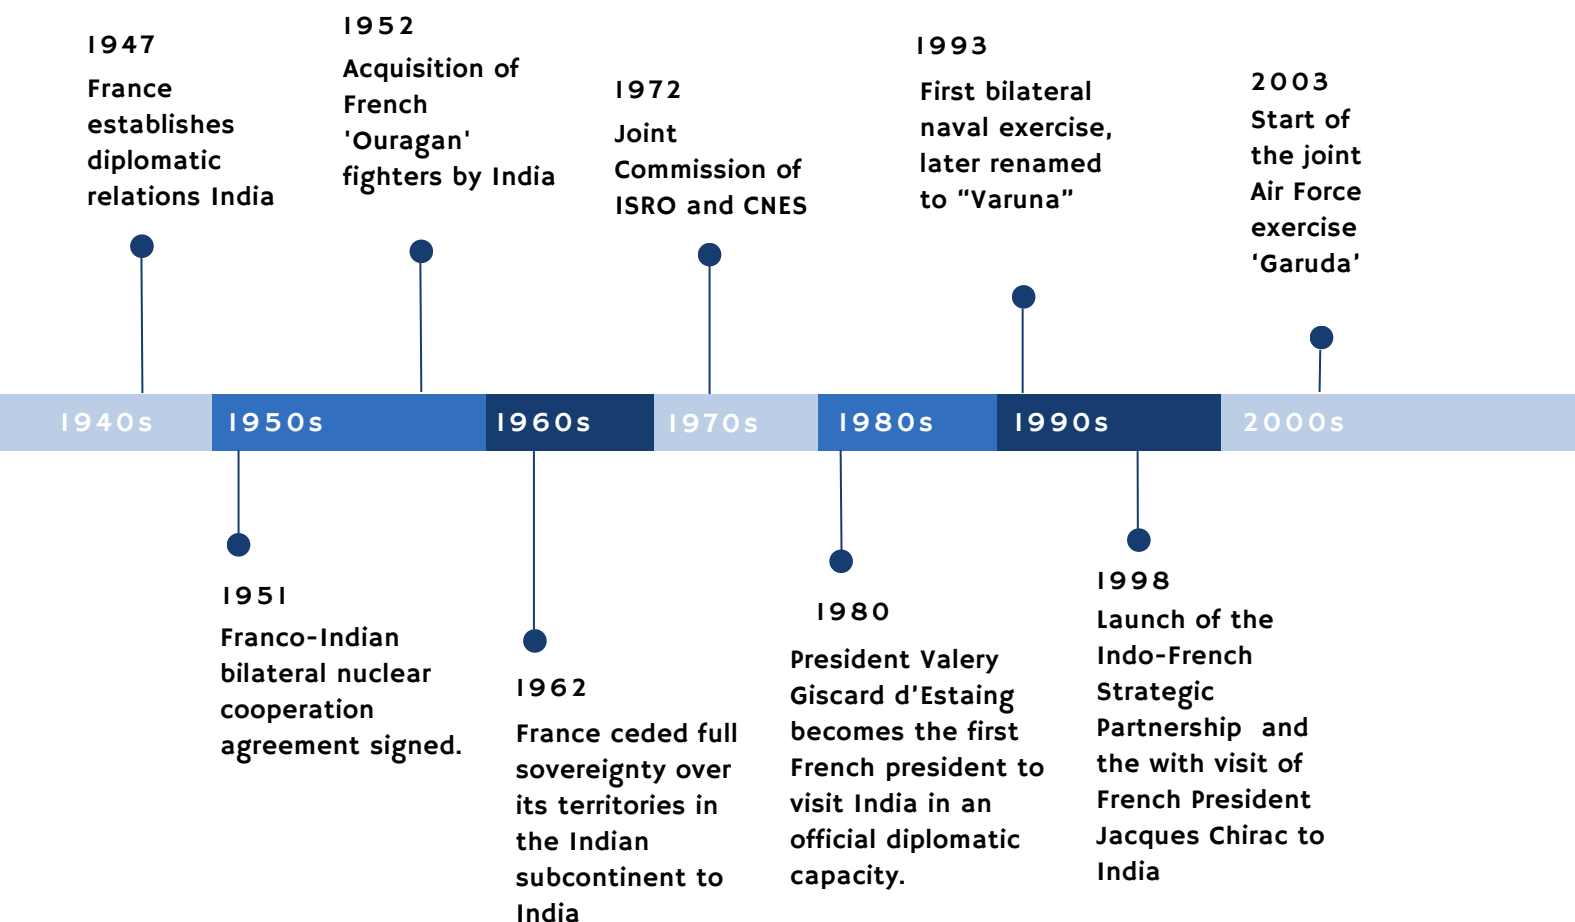 1947
France
establishes
diplomatic
relations India
1952
Acquisition of
French
'Ouragan'
fighters by India
1972
Joint
Commission of
ISRO and CNES
1993
First bilateral
naval exercise,
later renamed
to “Varuna”
2003
Start of
the joint
Air Force
exercise
‘Garuda’
1940s
1950s
1960s
1970s
1980s
1990s
2000s
1951
Franco-Indian
bilateral nuclear
cooperation
agreement signed.
1962
France ceded full
sovereignty over
its territories in
the Indian
subcontinent to
India
1980
President Valery
Giscard d’Estaing
becomes the first
French president to
visit India in an
official diplomatic
capacity.
1998
Launch of the
Indo-French
Strategic
Partnership and
the with visit of
French President
Jacques Chirac to
India